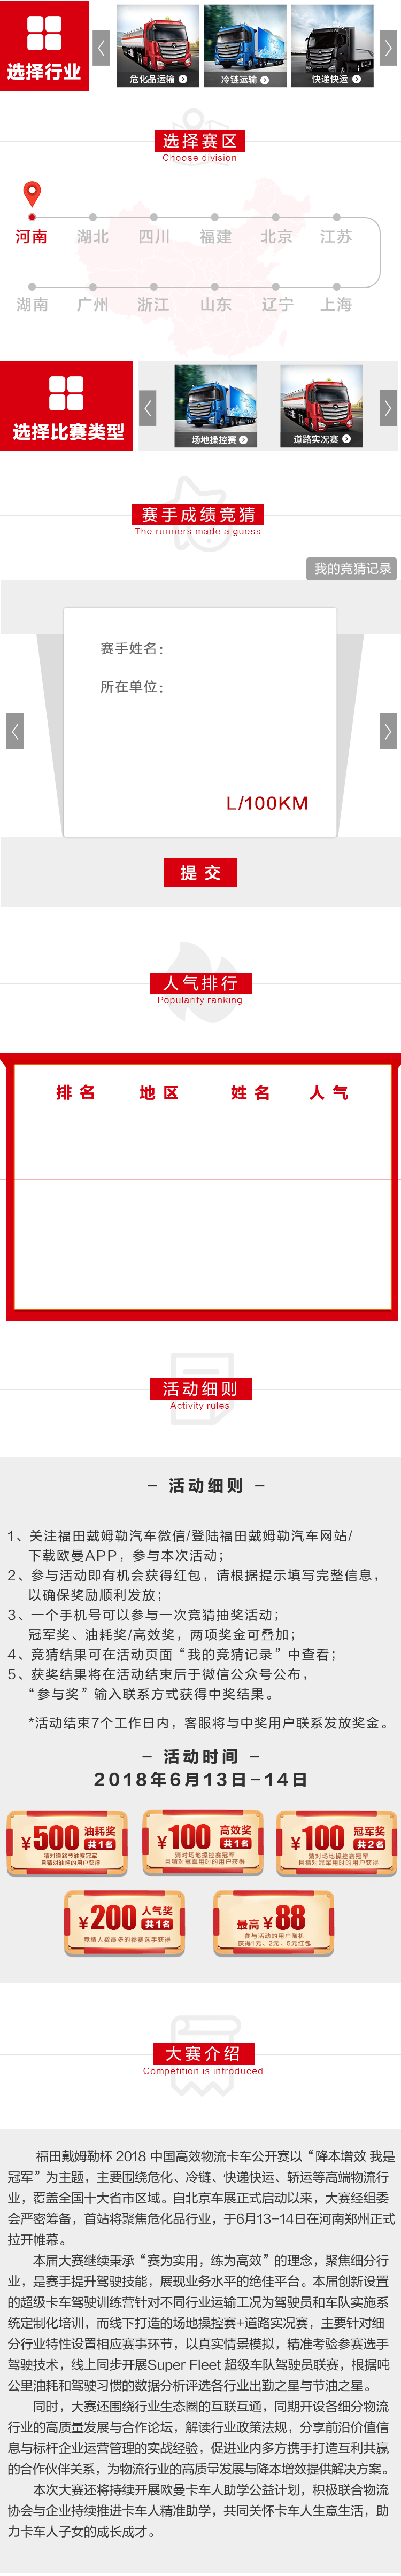 选择行业
危化品运输
冷链运输
快递快运
选择赛区
Choose division
河南 湖北 四川 福建 北京 江苏
湖南 广州 浙江 山东 辽宁 上海
选择比赛类型
场地操控赛
道路实况赛
赛手成绩竞猜
The runners made a guess
我的竞猜记录
赛手姓名：
所在单位：
L/100KM
提交
人气排行
Popularity ranking
排名 地区 姓名 人气
活动细则
Activity rules
- 活动细则 -
1、关注福田戴姆勒汽车微信/登陆福田戴姆勒汽车网站/
下载欧曼APP，参与本次活动；
2、参与活动即有机会获得红包，请根据提示填写完整信息，
以确保奖励顺利发放；
3、一个手机号可以参与一次竞猜抽奖活动；
冠军奖、油耗奖/高效奖，两项奖金可叠加；
4、竞猜结果可在活动页面“我的竞猜记录”中查看；
5、获奖结果将在活动结束后于微信公众号公布，
“参与奖”输入联系方式获得中奖结果。
*活动结束7个工作日内，客服将与中奖用户联系发放奖金。
- 活动时间 -
2018年6月13日-14日
¥500 油耗奖 共1名
猜对道路节油赛冠军
且猜对油耗的用户获得
¥100 高效奖 共1名
猜对场地操控赛冠军
且猜对冠军用时的用户获得
¥100 冠军奖 共2名
猜对场地操控赛冠军
且猜对冠军用时的用户获得
¥200 人气奖 共1名
竞猜人数最多的参赛选手获得
最高¥88
参与活动的用户随机
获得1元、2元、5元红包
大赛介绍
Competition is introduced
福田戴姆勒杯 2018 中国高效物流卡车公开赛以“降本增效 我是
冠军”为主题，主要围绕危化、冷链、快递快运、轿运等高端物流行
业，覆盖全国十大省市区域。自北京车展正式启动以来，大赛经组委
会严密筹备，首站将聚焦危化品行业，于6月13-14日在河南郑州正式
拉开帷幕。
本届大赛继续秉承“赛为实用，练为高效”的理念，聚焦细分行
业，是赛手提升驾驶技能，展现业务水平的绝佳平台。本届创新设置
的超级卡车驾驶训练营针对不同行业运输工况为驾驶员和车队实施系
统定制化培训，而线下打造的场地操控赛+道路实况赛，主要针对细
分行业特性设置相应赛事环节，以真实情景模拟，精准考验参赛选手
驾驶技术，线上同步开展Super Fleet 超级车队驾驶员联赛，根据吨
公里油耗和驾驶习惯的数据分析评选各行业出勤之星与节油之星。
同时，大赛还围绕行业生态圈的互联互通，同期开设各细分物流
行业的高质量发展与合作论坛，解读行业政策法规，分享前沿价值信
息与标杆企业运营管理的实战经验，促进业内多方携手打造互利共赢
的合作伙伴关系，为物流行业的高质量发展与降本增效提供解决方案。
本次大赛还将持续开展欧曼卡车人助学公益计划，积极联合物流
协会与企业持续推进卡车人精准助学，共同关怀卡车人生意生活，助
力卡车人子女的成长成才。